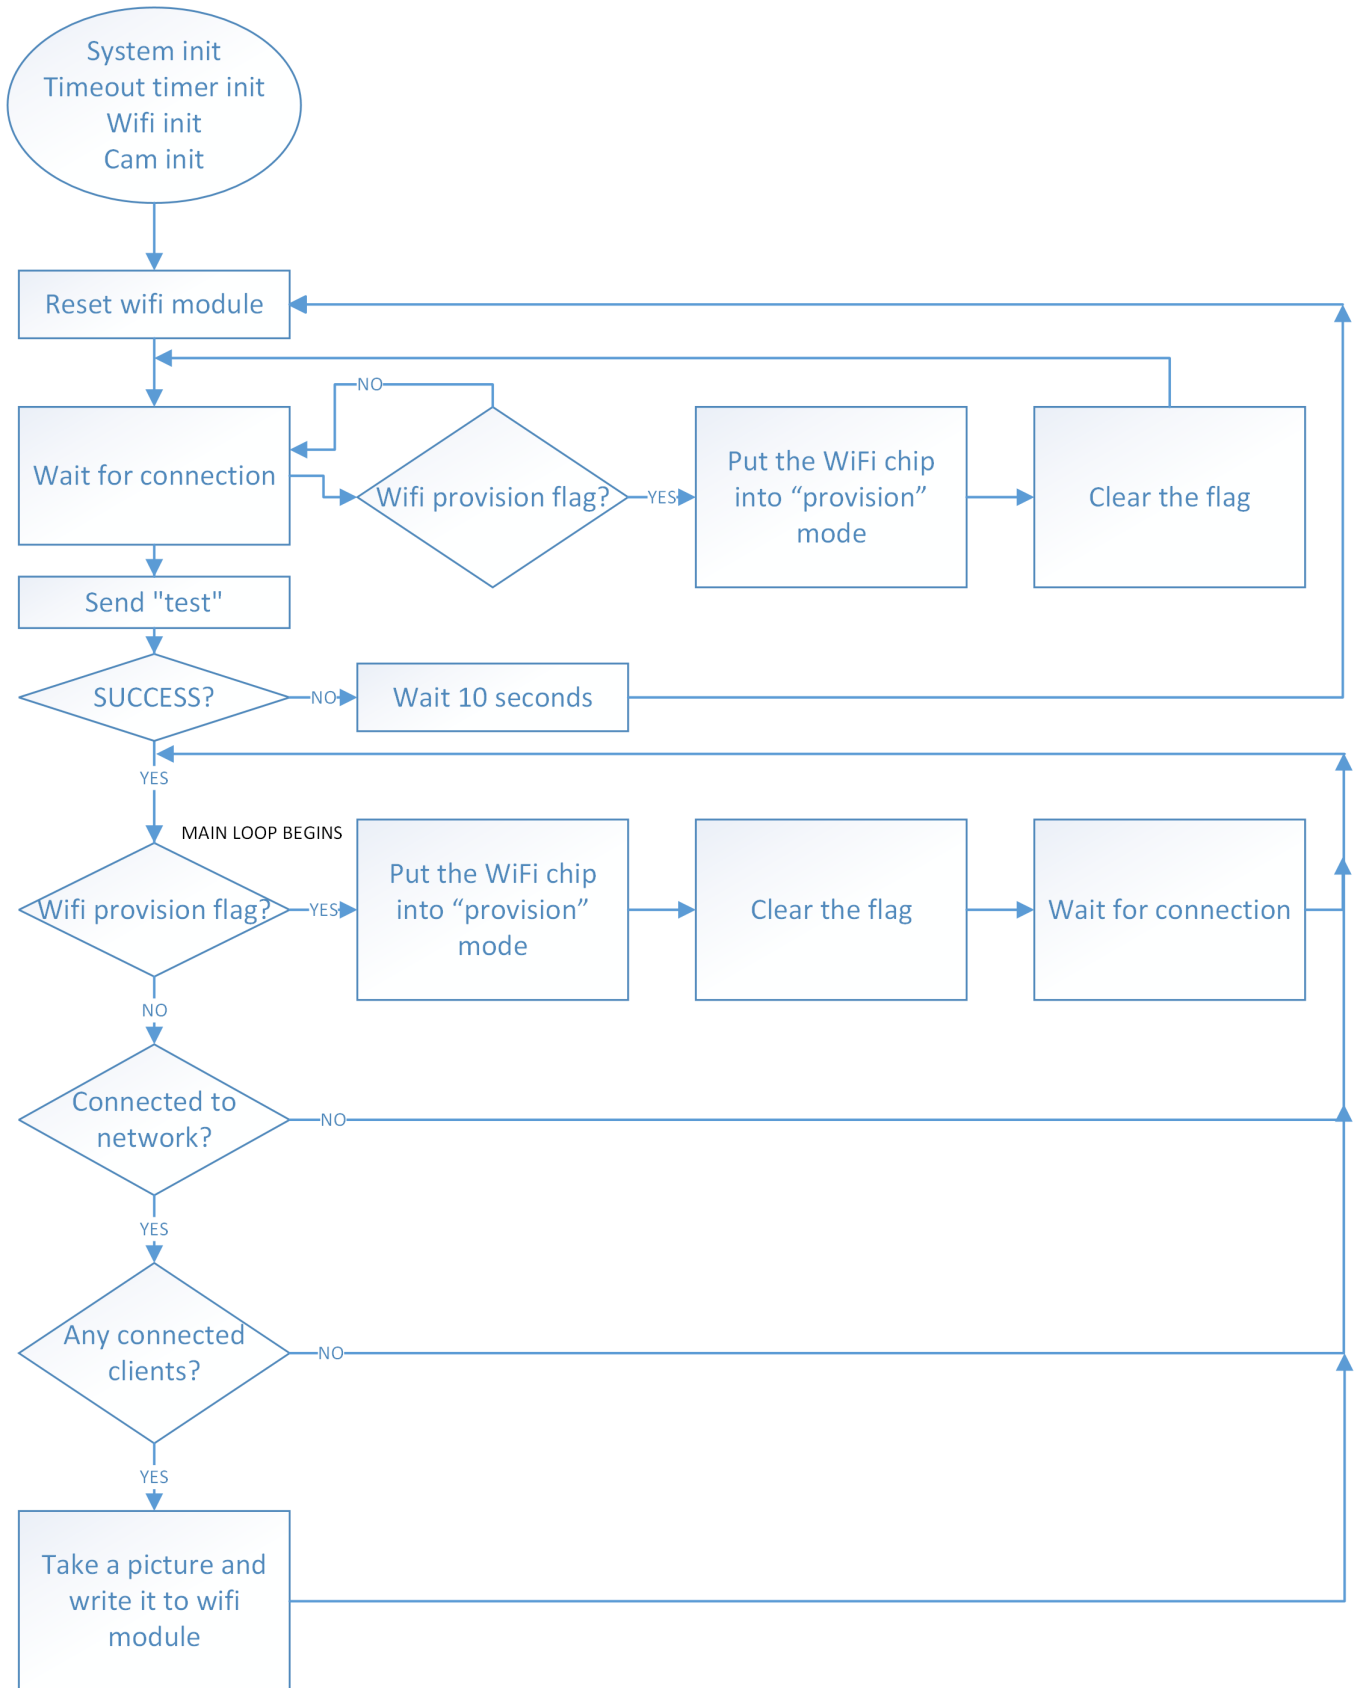 System init
Timeout timer init
Wifi init
Cam init
Reset wifi module
NO
Wait for connection
Wifi provision flag?
YES
Put the WiFi chip
into “provision”
mode
Clear the flag
Send "test"
SUCCESS?
NO
Wait 10 seconds
YES
MAIN LOOP BEGINS
Wifi provision flag?
YES
Put the WiFi chip
into “provision”
mode
Clear the flag
Wait for connection
NO
Connected to
network?
NO
YES
Any connected
clients?
NO
YES
Take a picture and
write it to wifi
module